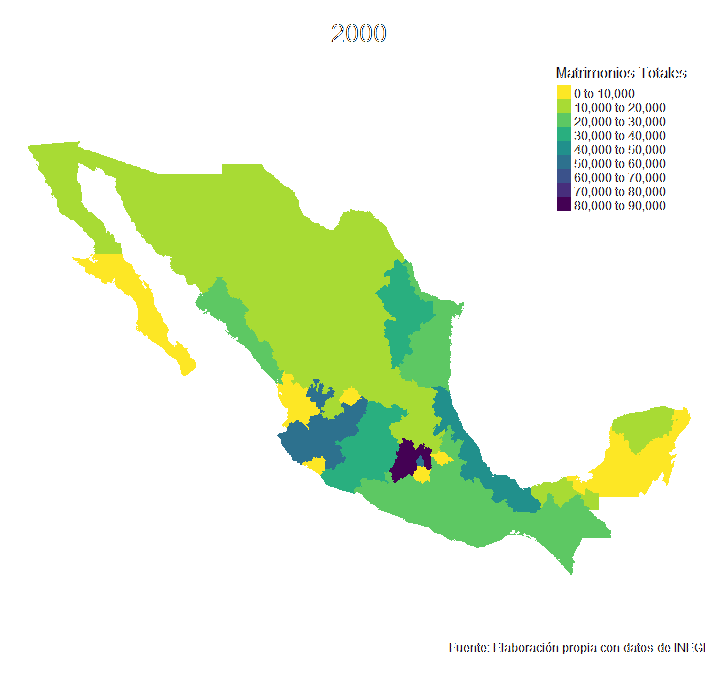 2000
Matrimonios Totales
0 to 10,000
10,000 to 20,000
20,000 to 30,000
30,000 to 40,000
40,000 to 50,000
50,000 to 60,000
60,000 to 70,000
70,000 to 80,000
80,000 to 90,000
Fuente: Elaboración propia con datos de INEGI